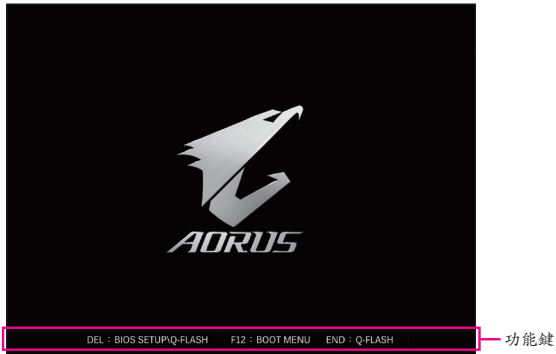 AORUS
DEL : BIOS SETUP\Q-FLASH F12 : BOOT MENU END : Q-FLASH
功能鍵